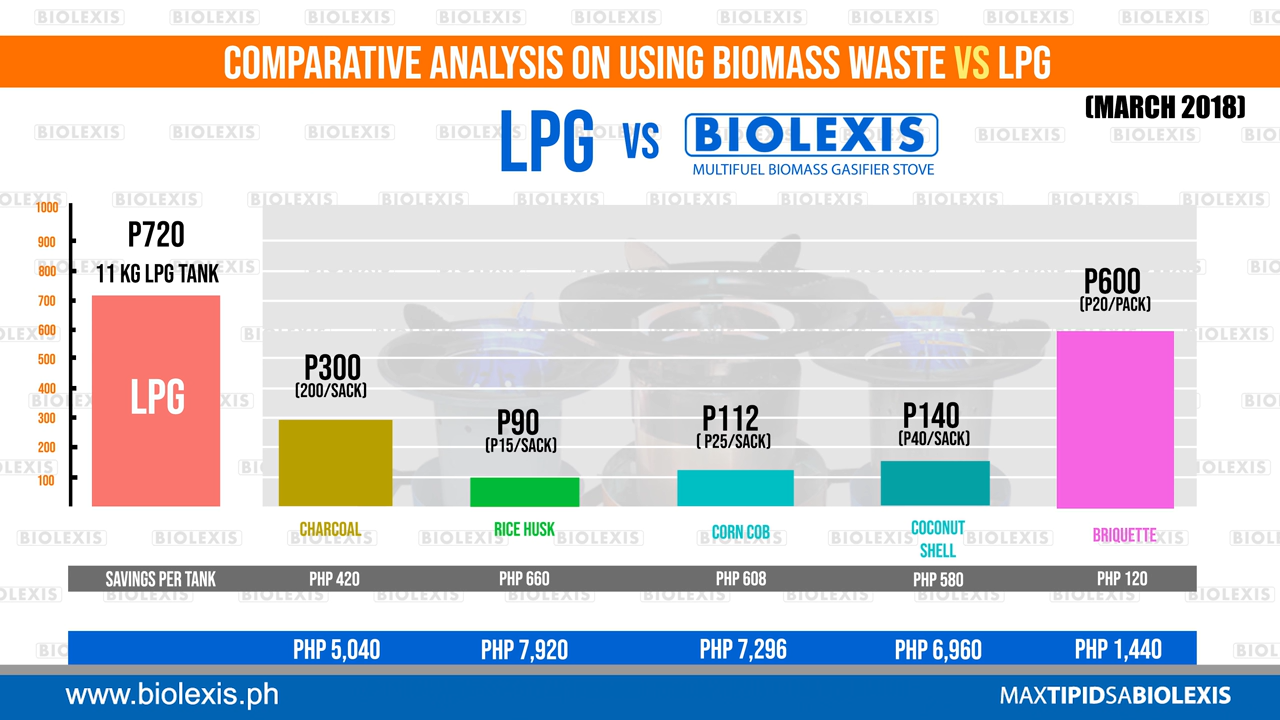 COMPARATIVE ANALYSIS ON USING BIOMASS WASTE VS LPG
(MARCH 2018)
LPG VS BIOLEXIS
MULTIFUEL BIOMASS GASIFIER STOVE
1000
900
800
700
600
500
400
300
200
100
P720
11 KG LPG TANK
LPG
P300
(200/SACK)
P90
(P15/SACK)
P112
( P25/SACK)
P140
(P40/SACK)
P600
(P20/PACK)
CHARCOAL
RICE HUSK
CORN COB
COCONUT
SHELL
BRIQUETTE
SAVINGS PER TANK PHP 420 PHP 660 PHP 608 PHP 580 PHP 120
PHP 5,040 PHP 7,920 PHP 7,296 PHP 6,960 PHP 1,440
www.biolexis.ph MAXTIPIDSABIOLEXIS